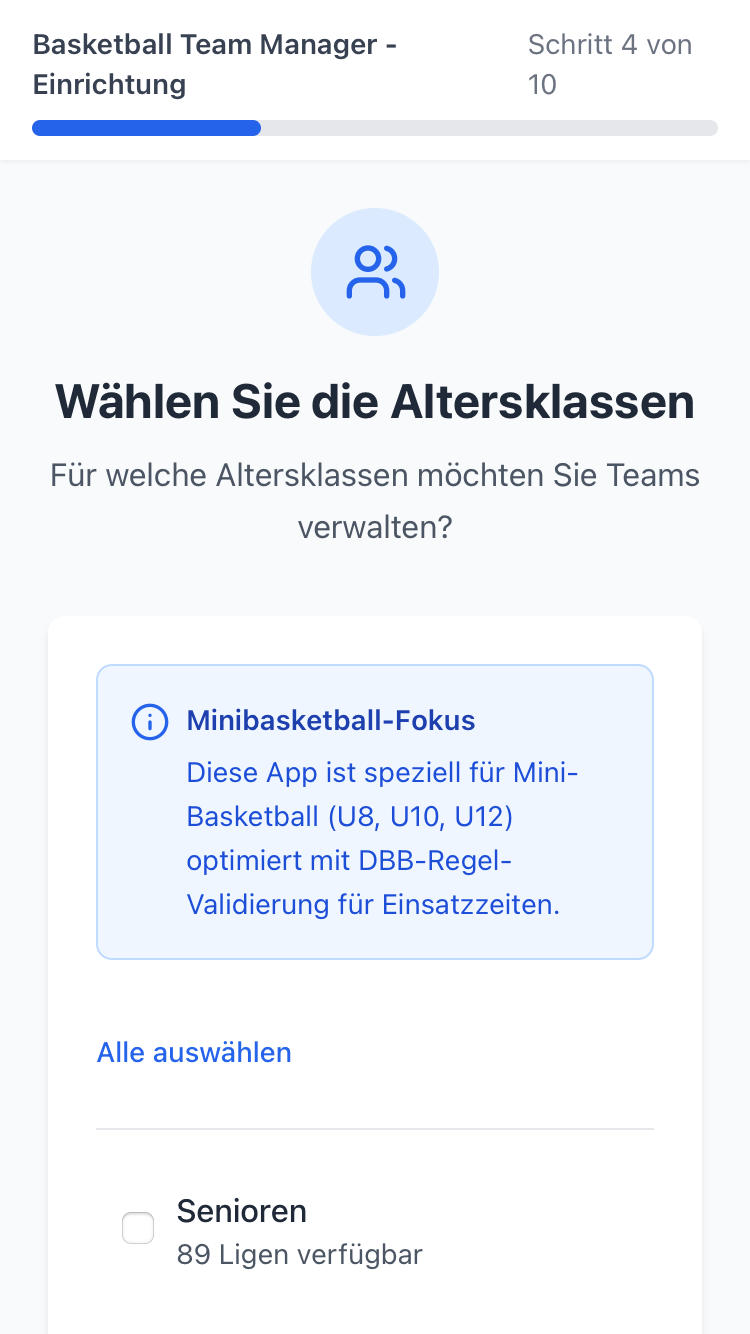 Basketball Team Manager -
Einrichtung
Schritt 4 von
10
Wählen Sie die Altersklassen
Für welche Altersklassen möchten Sie Teams
verwalten?
Minibasketball-Fokus
Diese App ist speziell für Mini-
Basketball (U8, U10, U12)
optimiert mit DBB-Regel-
Validierung für Einsatzzeiten.
Alle auswählen
Senioren
89 Ligen verfügbar